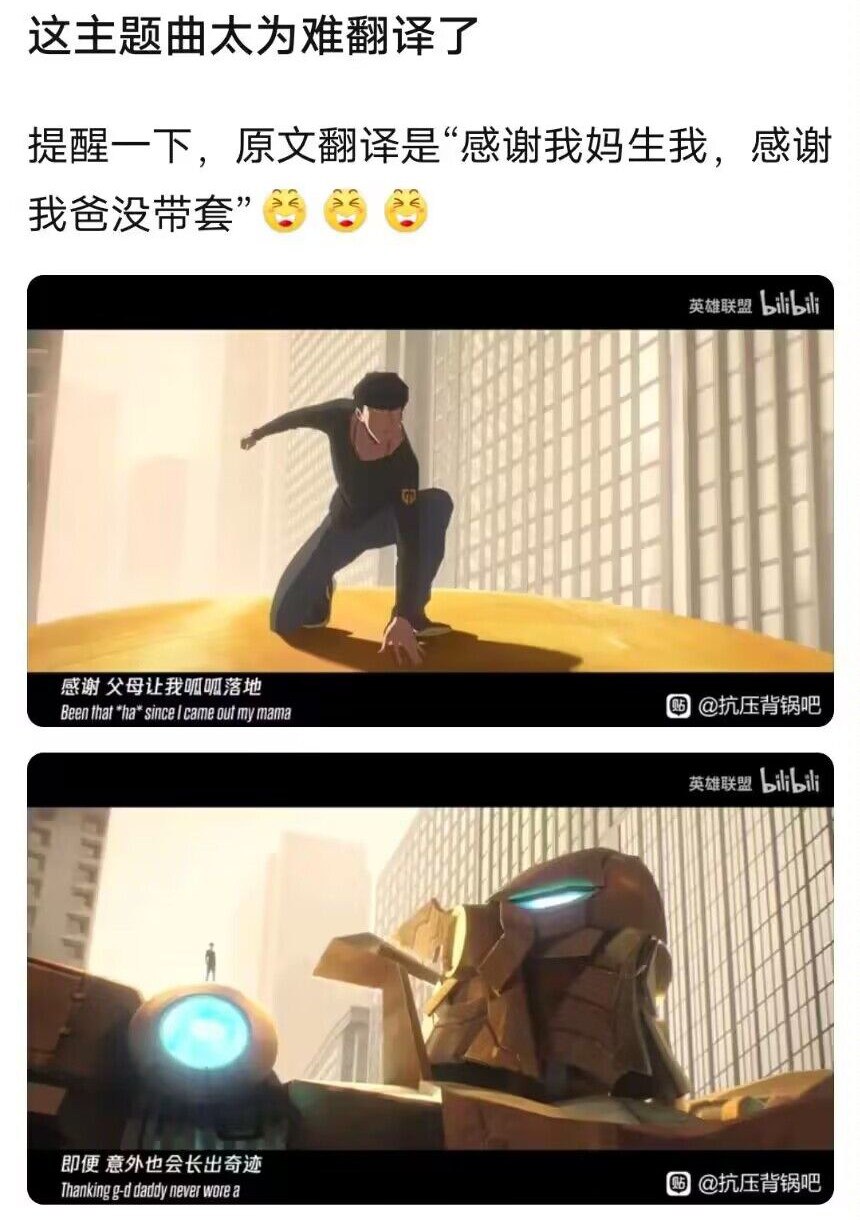 这主题曲太为难翻译了
提醒一下，原文翻译是“感谢我妈生我，感谢
我爸没带套”😆😆😆
英雄联盟 bilibili
感谢 父母让我呱呱落地
Been that *ha* since I came out my mama
贴 @抗压背锅吧
英雄联盟 bilibili
即便 意外也会长出奇迹
Thanking g-d daddy never wore a
贴 @抗压背锅吧